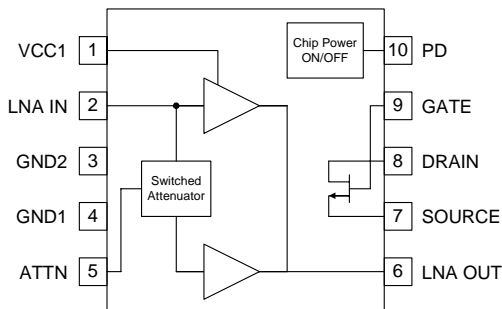 VCC1 1
LNA IN 2
GND2 3
GND1 4
ATTN 5
Chip Power
ON/OFF
Switched
Attenuator
10 PD
9 GATE
8 DRAIN
7 SOURCE
6 LNA OUT